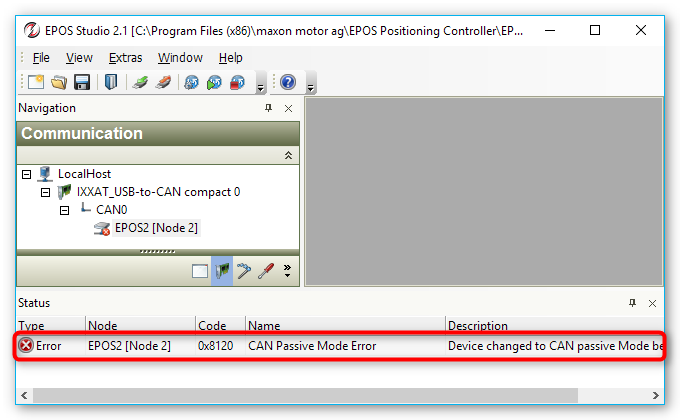 EPOS Studio 2.1 [C:\Program Files (x86)\maxon motor ag\EPOS Positioning Controller\EP...
File View Extras Window Help
Navigation
Communication
LocalHost
IXXAT_USB-to-CAN compact 0
CAN0
EPOS2 [Node 2]
Status
Type Node Code Name Description
Error EPOS2 [Node 2] 0x8120 CAN Passive Mode Error Device changed to CAN passive Mode be